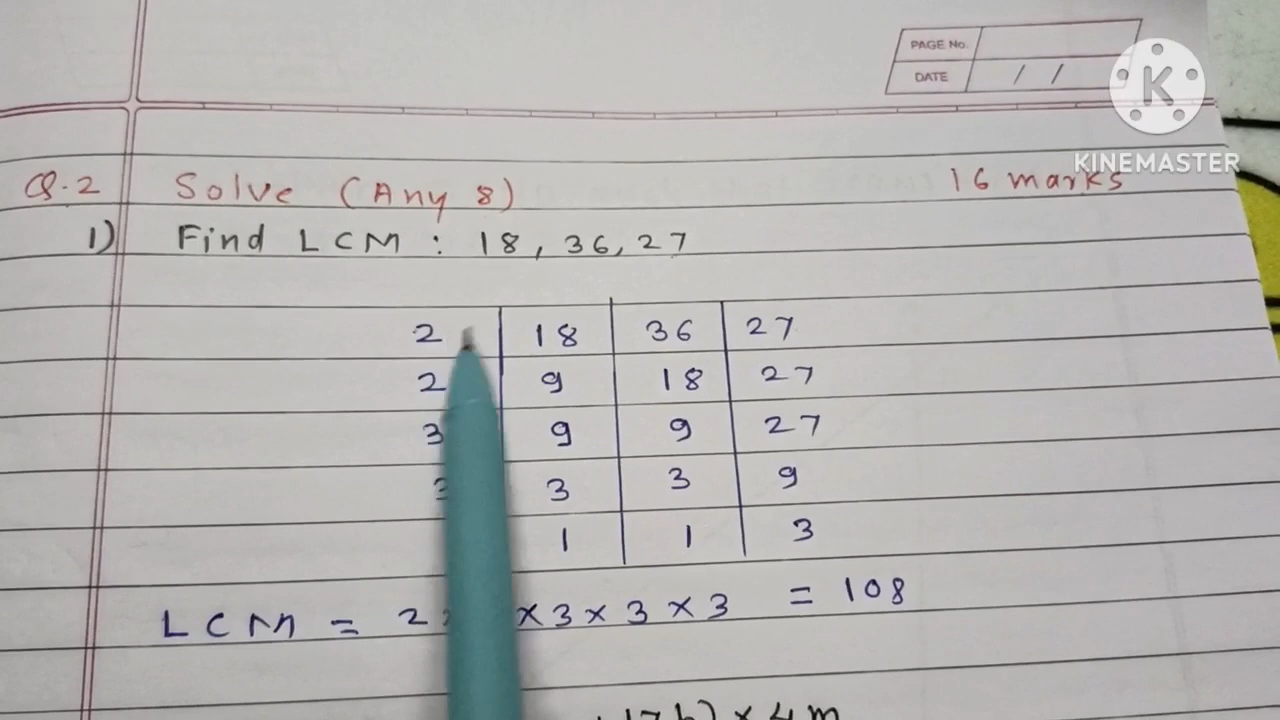 PAGE No.
DATE / /
K
KINEMASTER
Q.2 Solve (Any 8) 16 marks
1) Find LCM : 18, 36, 27
2 18 36 27
2 9 18 27
3 9 9 27
3 3 3 9
1 1 3
LCM = 2 × 3 × 3 × 3 = 108
× 4m